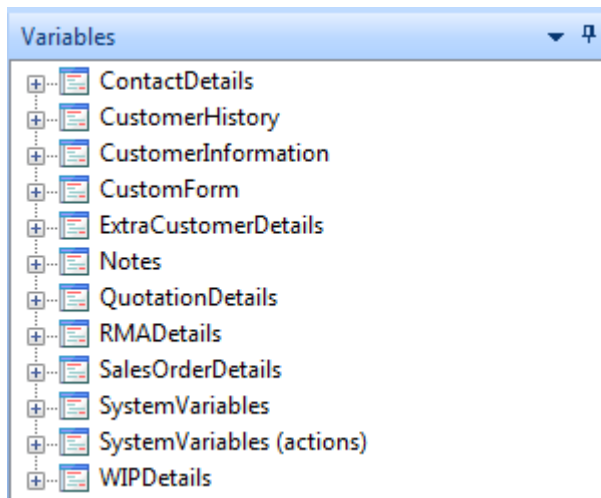 Variables
ContactDetails
CustomerHistory
CustomerInformation
CustomForm
ExtraCustomerDetails
Notes
QuotationDetails
RMADetails
SalesOrderDetails
SystemVariables
SystemVariables (actions)
WIPDetails